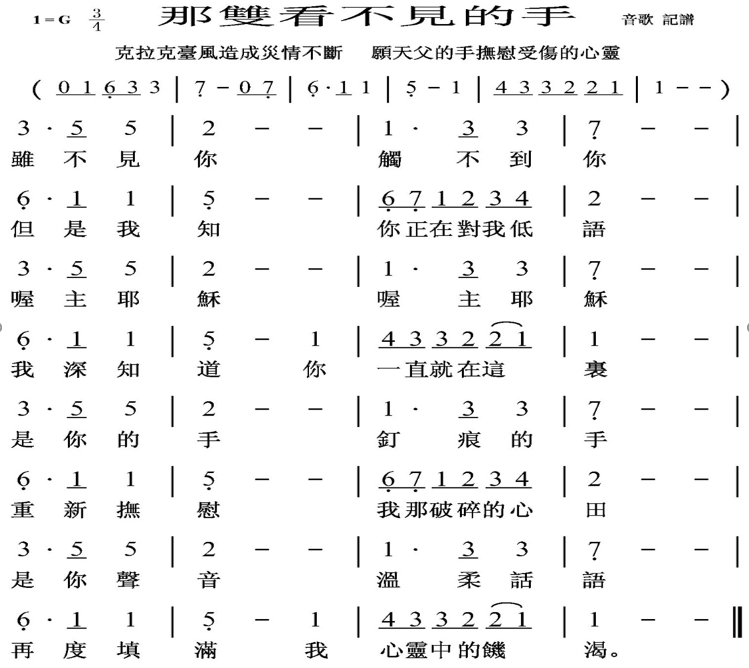 1=G 3/4 那雙看不見的手 音歌 記譜
克拉克臺風造成災情不斷 願天父的手撫慰受傷的心靈
( 0 1 6 3 3 | 7 - 0 7 | 6 · 1 1 | 5 - 1 | 4 3 3 2 2 1 | 1 - - )
3 · 5 5 | 2 - - | 1 · 3 3 | 7 - - |
雖 不 見 你 觸 不 到 你
6 · 1 1 | 5 - - | 6 7 1 2 3 4 | 2 - - |
但 是 我 知 你 正 在 對 我 低 語
3 · 5 5 | 2 - - | 1 · 3 3 | 7 - - |
喔 主 耶 穌 喔 主 耶 穌
6 · 1 1 | 5 - 1 | 4 3 3 2 2 1 | 1 - - |
我 深 知 道 你 一 直 就 在 這 裏
3 · 5 5 | 2 - - | 1 · 3 3 | 7 - - |
是 你 的 手 釘 痕 的 手
6 · 1 1 | 5 - - | 6 7 1 2 3 4 | 2 - - |
重 新 撫 慰 我 那 破 碎 的 心 田
3 · 5 5 | 2 - - | 1 · 3 3 | 7 - - |
是 你 聲 音 溫 柔 話 語
6 · 1 1 | 5 - 1 | 4 3 3 2 2 1 | 1 - ‖
再 度 填 滿 我 心 靈 中 的 饑 渴。